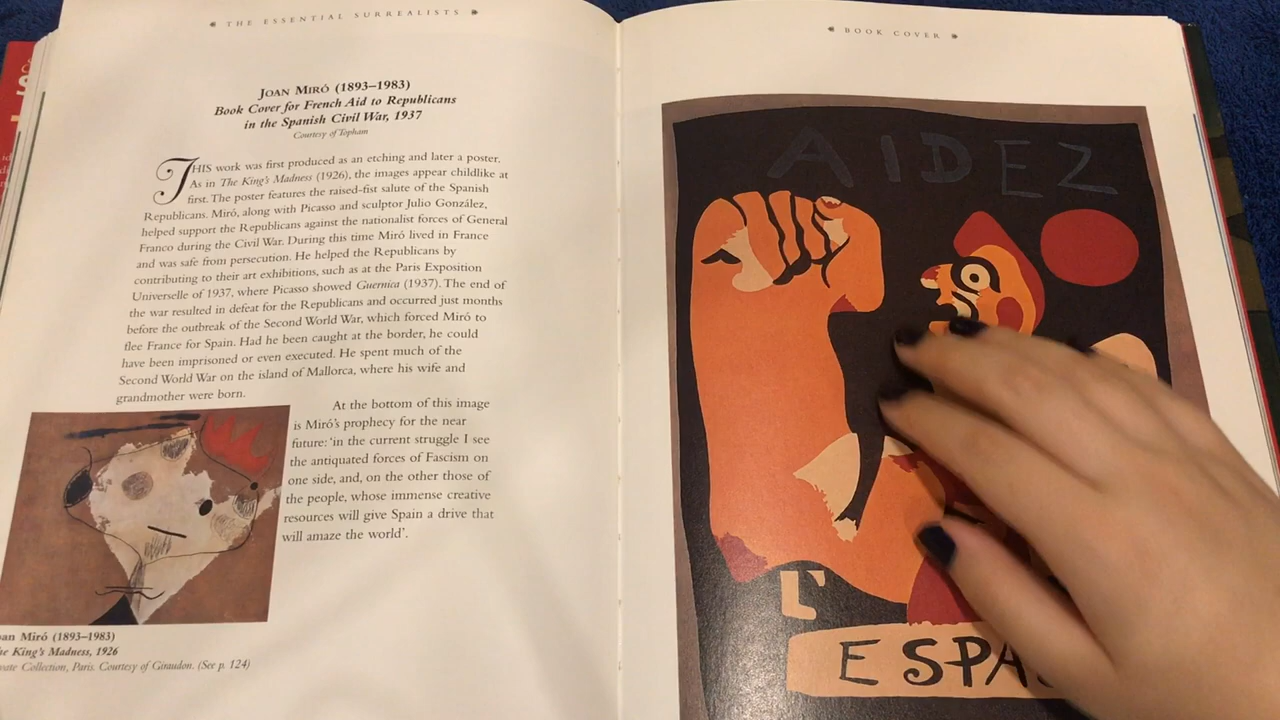 THE ESSENTIAL SURREALISTS
JOAN MIRÓ (1893–1983)
Book Cover for French Aid to Republicans
in the Spanish Civil War, 1937
Courtesy of Topham
THIS work was first produced as an etching and later a poster.
As in The King's Madness (1926), the images appear childlike at
first. The poster features the raised-fist salute of the Spanish
Republicans. Miró, along with Picasso and sculptor Julio González,
helped support the Republicans against the nationalist forces of General
Franco during the Civil War. During this time Miró lived in France
and was safe from persecution. He helped the Republicans by
contributing to their art exhibitions, such as at the Paris Exposition
Universelle of 1937, where Picasso showed Guernica (1937). The end of
the war resulted in defeat for the Republicans and occurred just months
before the outbreak of the Second World War, which forced Miró to
flee France for Spain. Had he been caught at the border, he could
have been imprisoned or even executed. He spent much of the
Second World War on the island of Mallorca, where his wife and
grandmother were born.
At the bottom of this image
is Miró's prophecy for the near
future: 'in the current struggle I see
the antiquated forces of Fascism on
one side, and, on the other those of
the people, whose immense creative
resources will give Spain a drive that
will amaze the world'.
oan Miró (1893–1983)
he King's Madness, 1926
vate Collection, Paris. Courtesy of Giraudon. (See p. 124)
BOOK COVER
AIDEZ
L'
ESPA